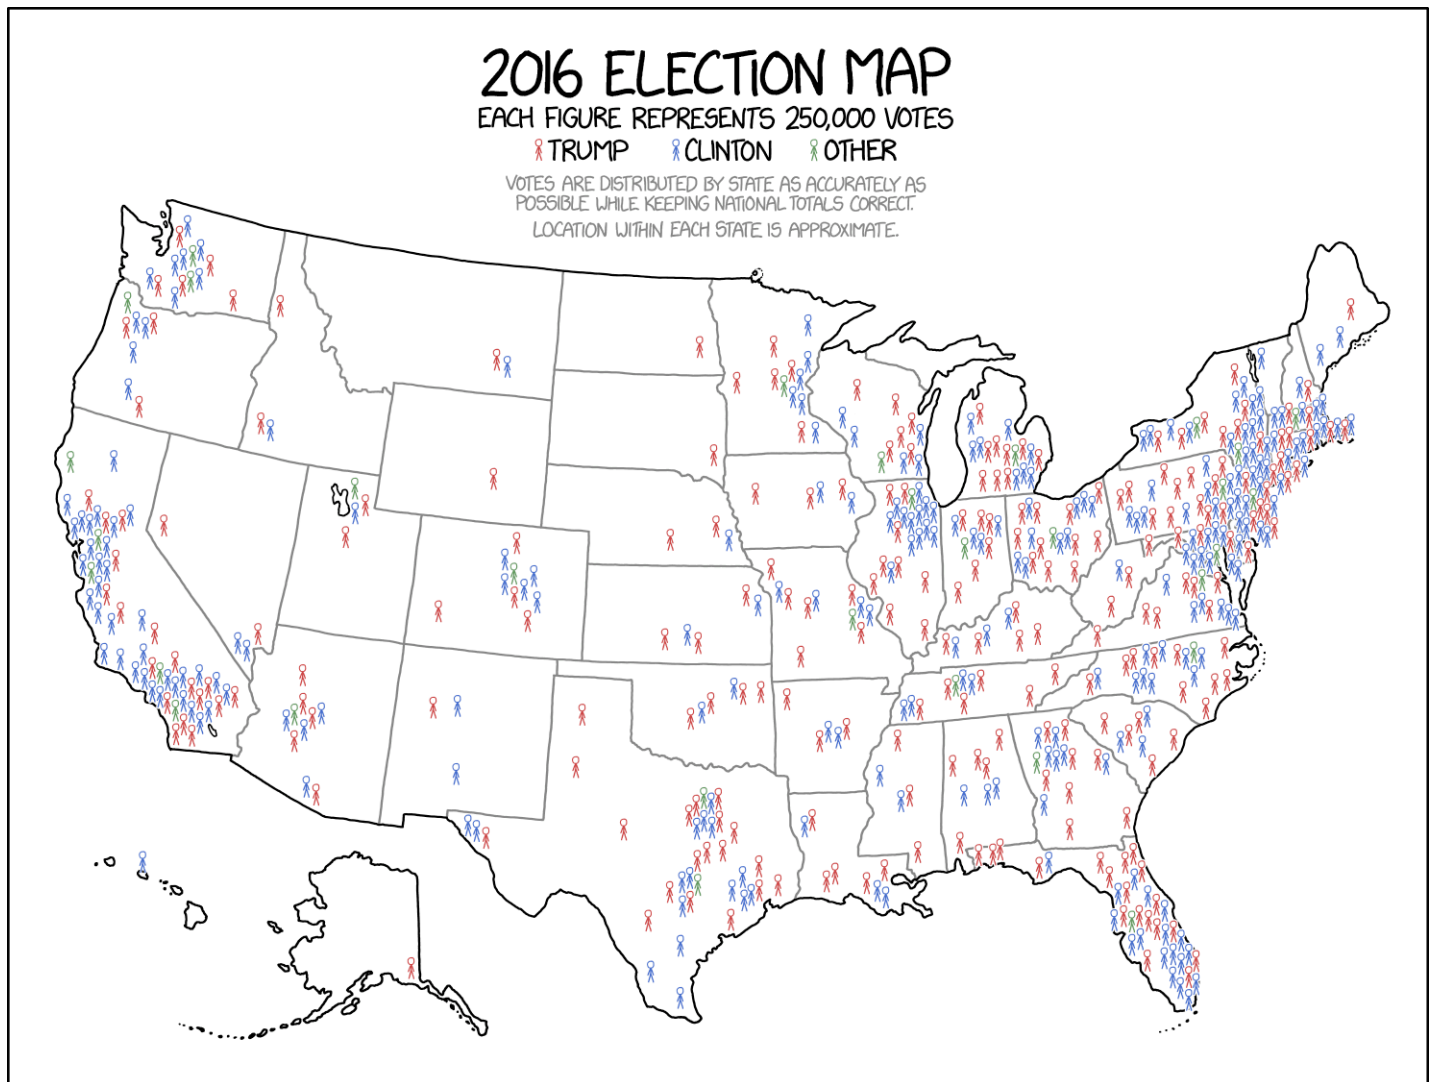 2016 ELECTION MAP
EACH FIGURE REPRESENTS 250,000 VOTES
TRUMP CLINTON OTHER
VOTES ARE DISTRIBUTED BY STATE AS ACCURATELY AS
POSSIBLE WHILE KEEPING NATIONAL TOTALS CORRECT.
LOCATION WITHIN EACH STATE IS APPROXIMATE.